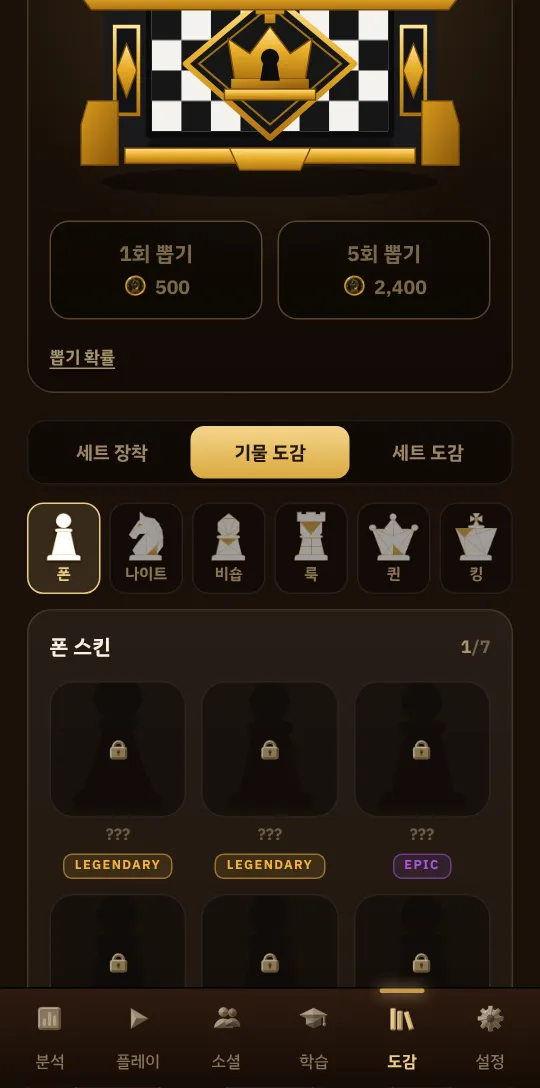 1회 뽑기
500
5회 뽑기
2,400
뽑기 확률
세트 장착
기물 도감
세트 도감
폰
나이트
비숍
룩
퀸
킹
폰 스킨
1/7
???
???
???
LEGENDARY
LEGENDARY
EPIC
분석
플레이
소셜
학습
도감
설정